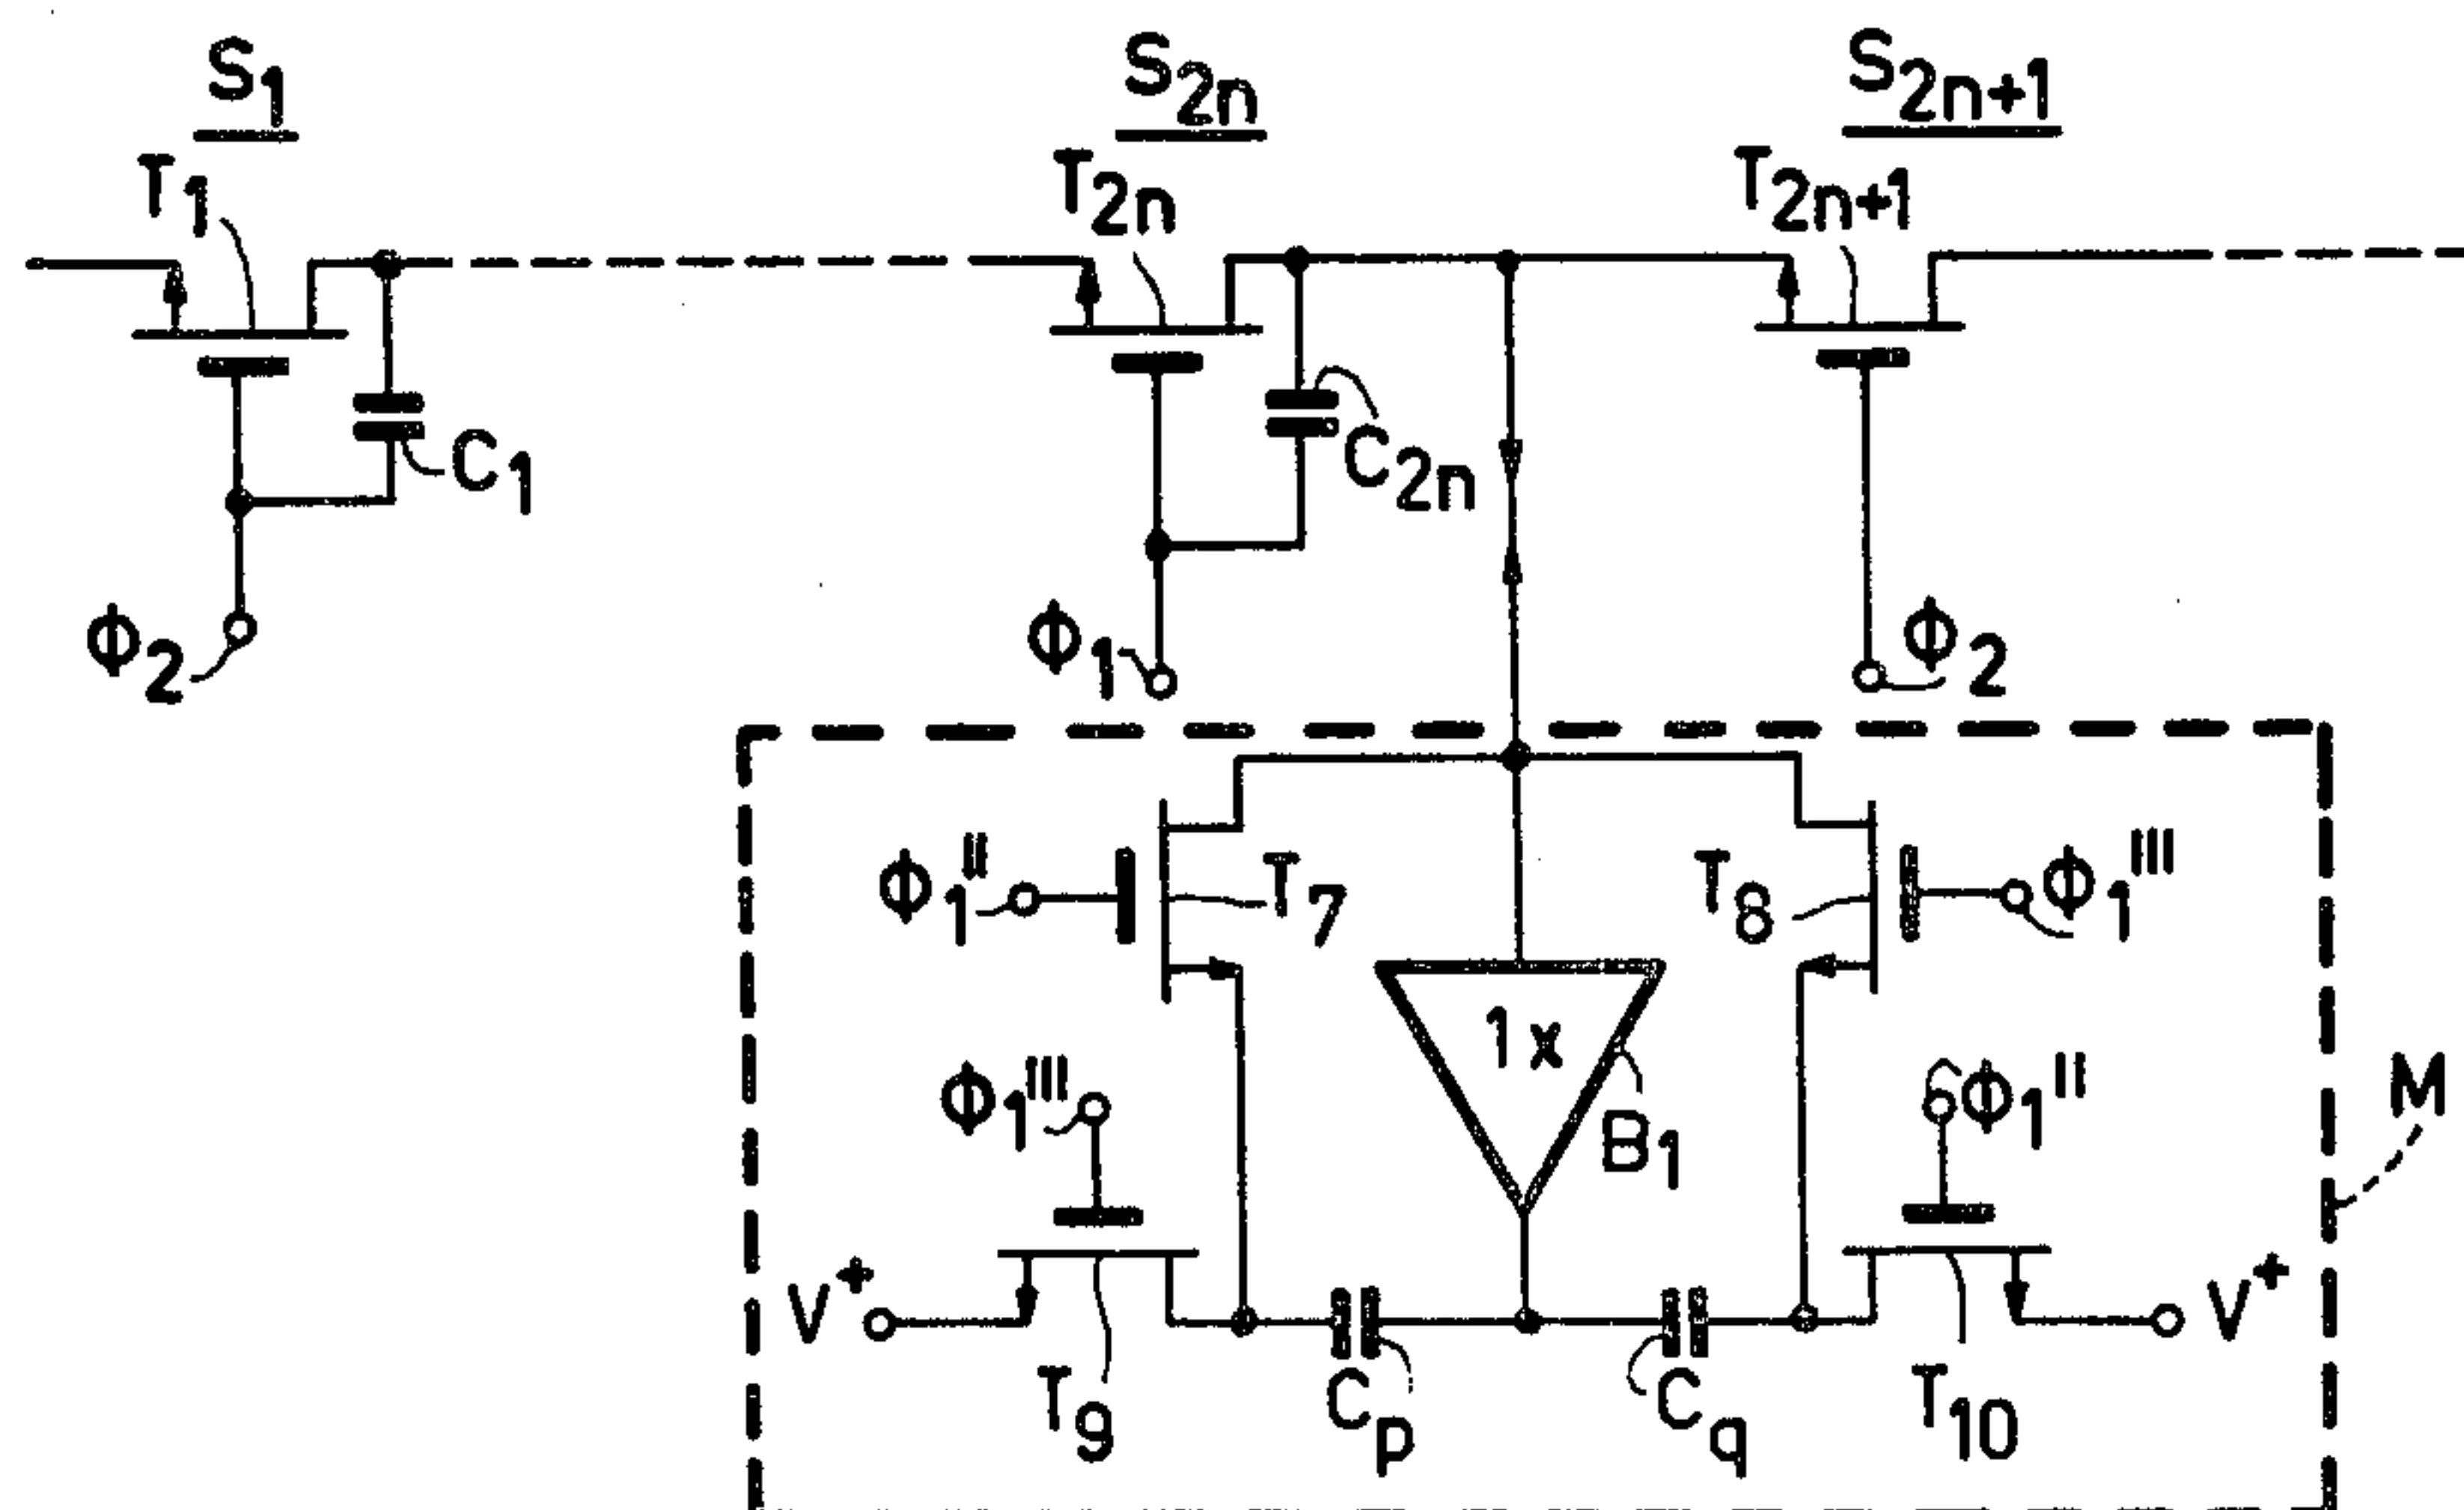 S1 S2n S2n+1
T1 T2n T2n+1
C1 C2n
Φ2 Φ1 Φ2
Φ1'' T7 T8 Φ1'''
1x
Φ1''' B1 Φ1'' M
V+ V+
T9 Cp Cq T10